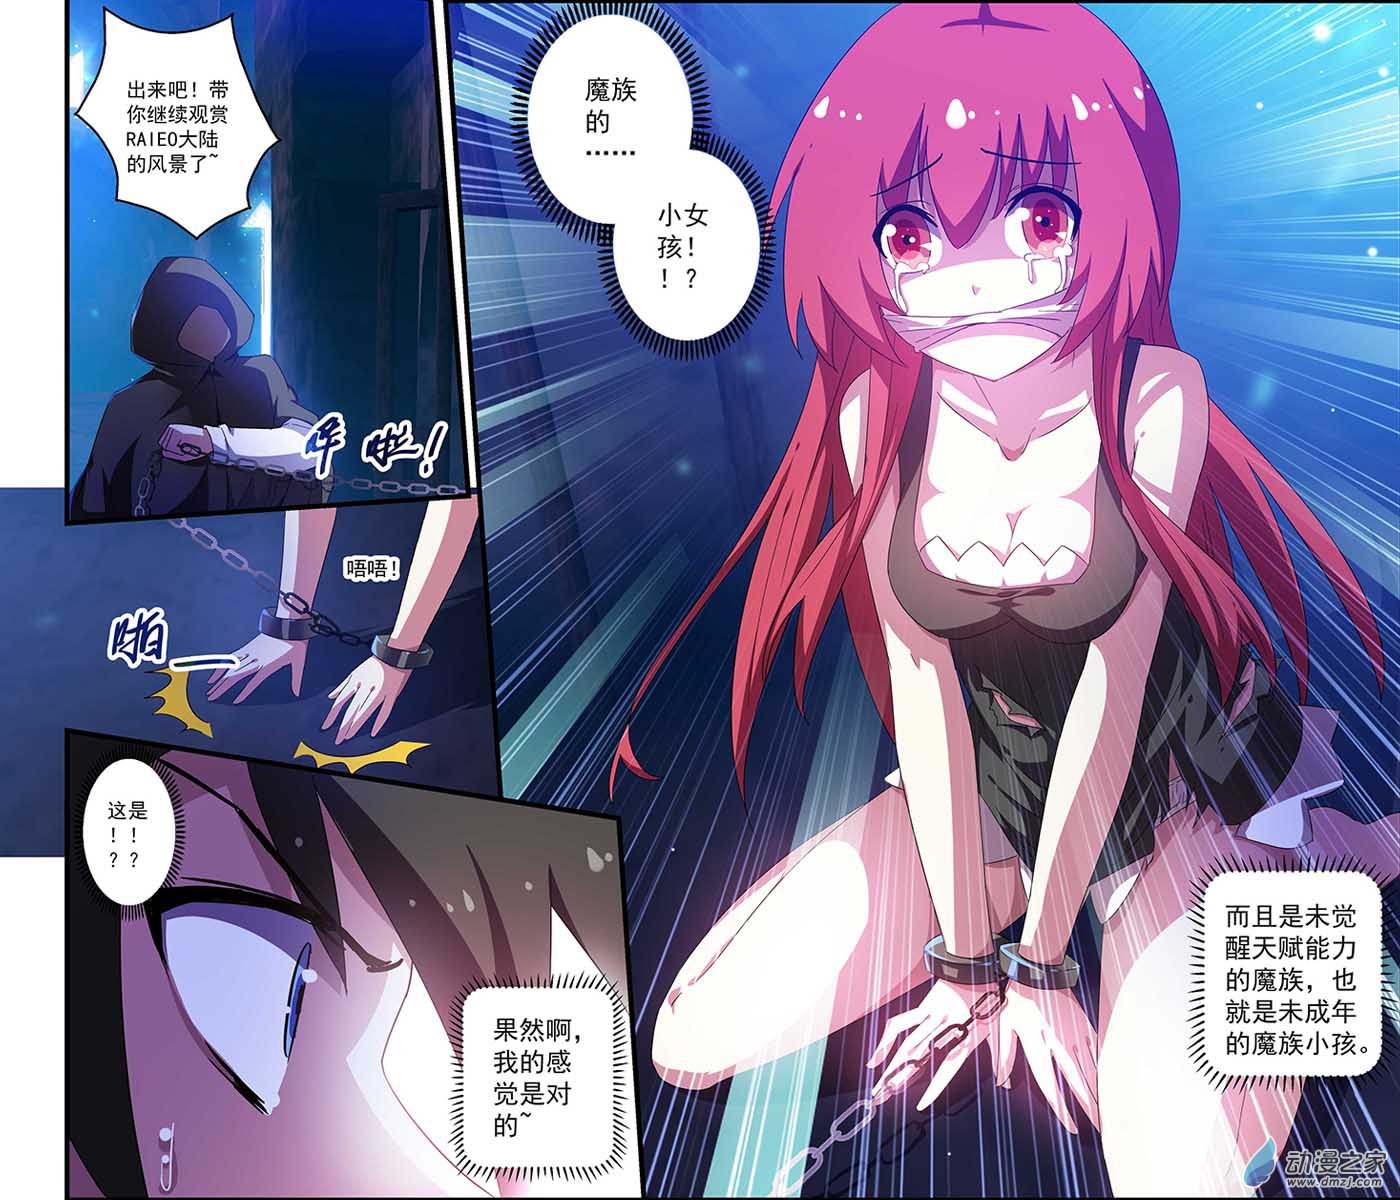 出来吧！带
你继续观赏
RAIEO大陆
的风景了~
哗啦！
唔唔！
啪—
这是
！！
？？
果然啊，
我的感
觉是对
的~
魔族
的
……
小女
孩！
！？
而且是未觉
醒天赋能力
的魔族，也
就是未成年
的魔族小孩。
动漫之家
www.dmzj.com